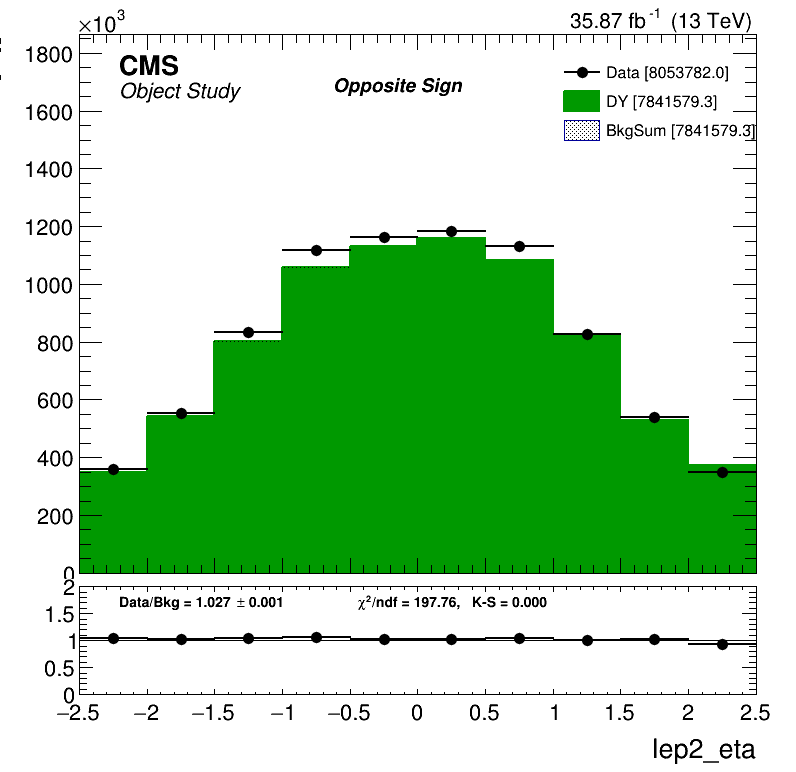 ×10³
35.87 fb⁻¹ (13 TeV)
CMS
Object Study
Opposite Sign
Data [8053782.0]
DY [7841579.3]
BkgSum [7841579.3]
1800
1600
1400
1200
1000
800
600
400
200
0
2
1.5
1
0.5
0
Data/Bkg = 1.027 ± 0.001
χ²/ndf = 197.76, K-S = 0.000
−2.5 −2 −1.5 −1 −0.5 0 0.5 1 1.5 2 2.5
lep2_eta